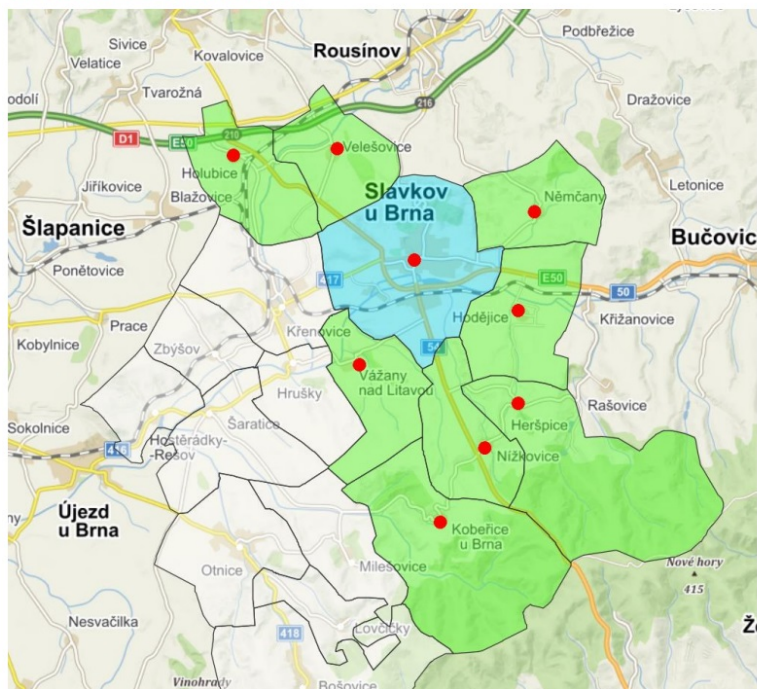 Podbřežice
Sivice
Rousínov
Velatice
Kovalovice
Tvarožná
216
Dražovice
D1
E50
210
Velešovice
Holubice
Jiříkovice
Blažovice
Slavkov
u Brna
Němčany
Letonice
Šlapanice
Bučovic
Ponětovice
417
E50
50
Prace
Křenovice
Hodějice
Křižanovice
Kobylnice
Zbýšov
Vážany
nad Litavou
Hrušky
Rašovice
Heršpice
Šaratice
Sokolnice
Hostěrádky-
-Rešov
416
Nížkovice
Újezd
u Brna
Kobeřice
u Brna
Otnice
Milešovice
Nové hory
415
Nesvačilka
418
Lovčičky
Bošovice
Vinohrady